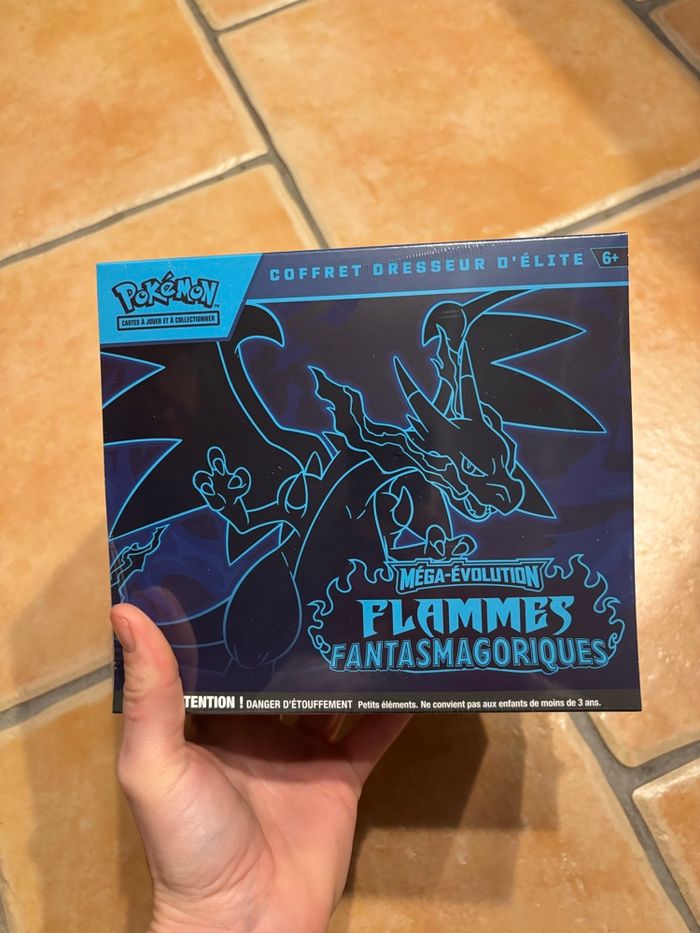 POKéMON
CARTES À JOUER ET À COLLECTIONNER
COFFRET DRESSEUR D'ÉLITE
6+
MÉGA-ÉVOLUTION
FLAMMES
FANTASMAGORIQUES
TENTION ! DANGER D'ÉTOUFFEMENT Petits éléments. Ne convient pas aux enfants de moins de 3 ans.